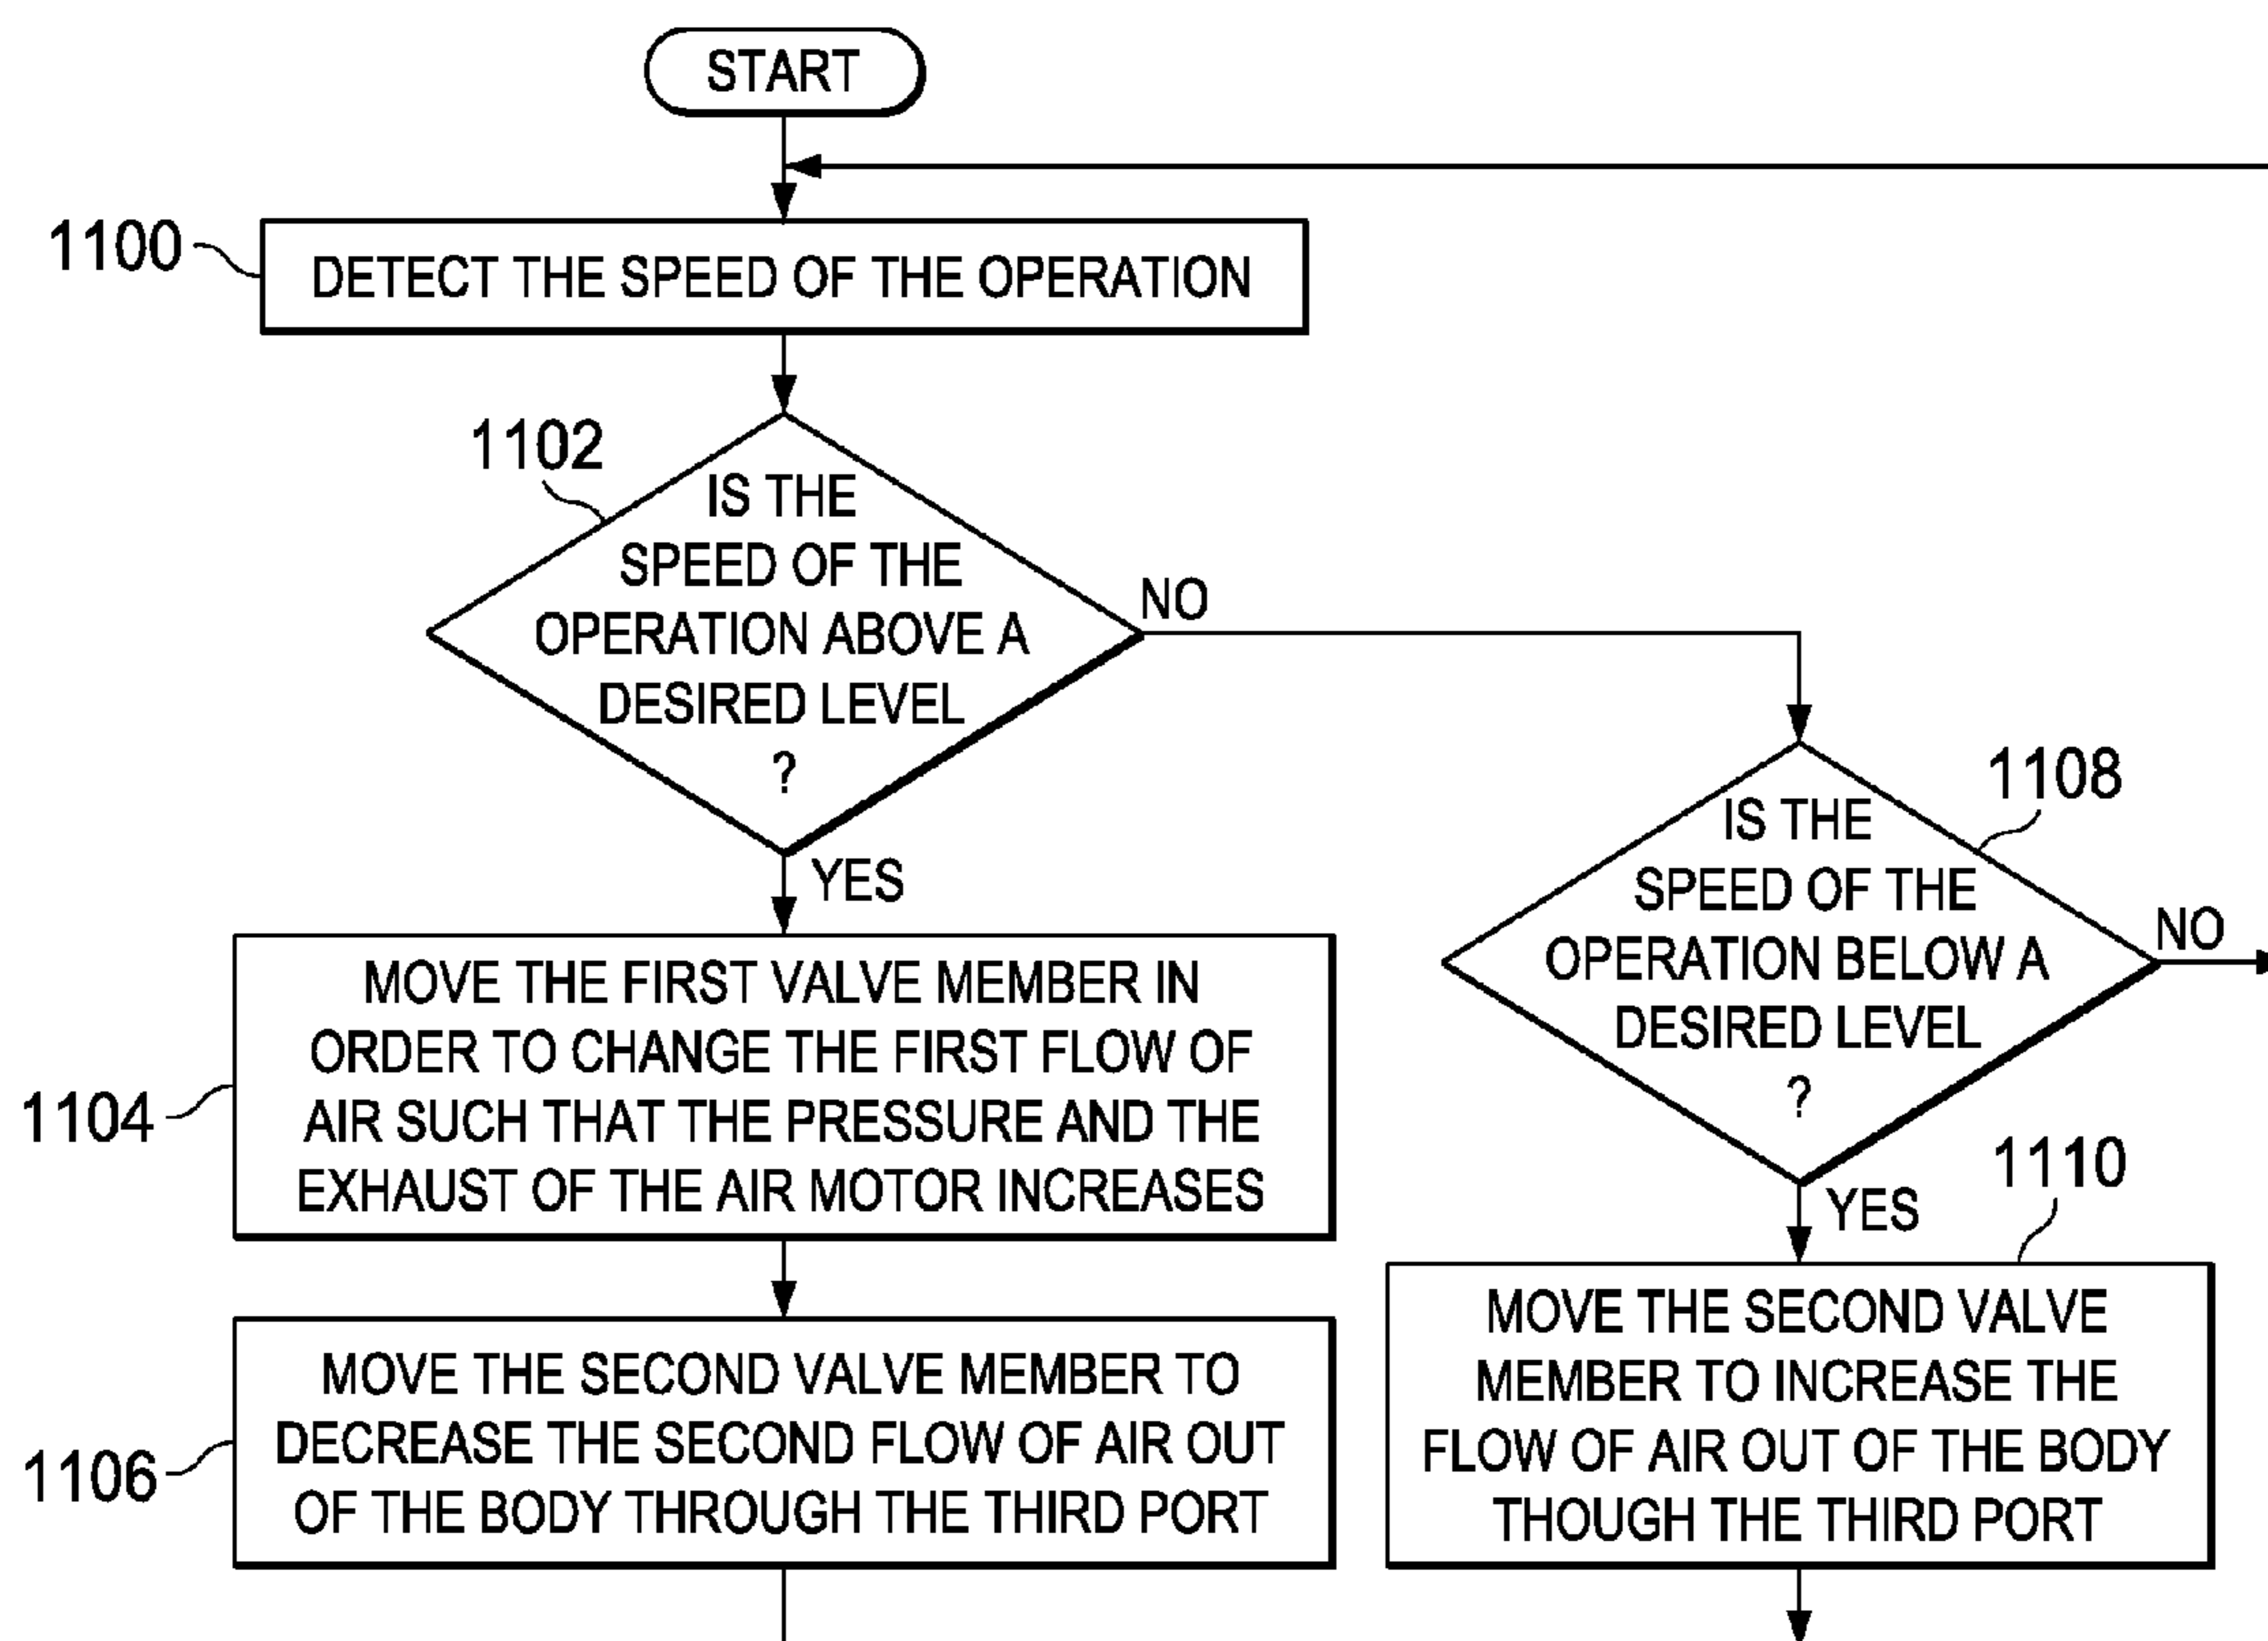 START
1100
DETECT THE SPEED OF THE OPERATION
1102
IS THE
SPEED OF THE
OPERATION ABOVE A
DESIRED LEVEL
?
NO
YES
1104
MOVE THE FIRST VALVE MEMBER IN
ORDER TO CHANGE THE FIRST FLOW OF
AIR SUCH THAT THE PRESSURE AND THE
EXHAUST OF THE AIR MOTOR INCREASES
1106
MOVE THE SECOND VALVE MEMBER TO
DECREASE THE SECOND FLOW OF AIR OUT
OF THE BODY THROUGH THE THIRD PORT
1108
IS THE
SPEED OF THE
OPERATION BELOW A
DESIRED LEVEL
?
NO
YES
1110
MOVE THE SECOND VALVE
MEMBER TO INCREASE THE
FLOW OF AIR OUT OF THE BODY
THOUGH THE THIRD PORT